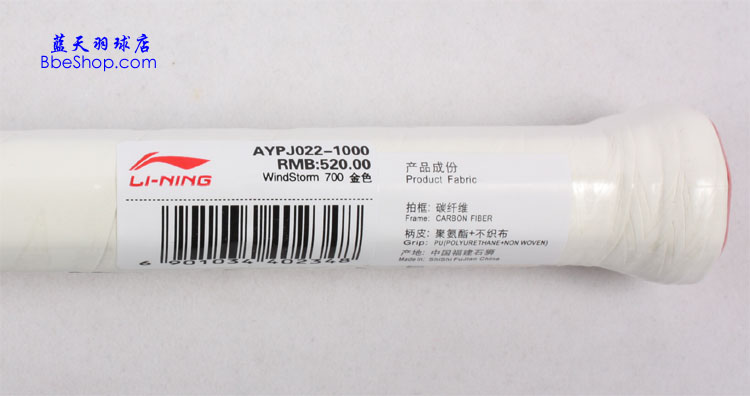 蓝天羽球店
BbeShop.com
LI-NING
AYPJ022-1000
RMB:520.00
WindStorm 700 金色
6 901034 402348
产品成份
Product Fabric
拍框: 碳纤维
Frame: CARBON FIBER
柄皮: 聚氨酯+不织布
Grip: PU(POLYURETHANE+NON WOVEN)
产地: 中国福建石狮
Made in: ShiShi Fujian China